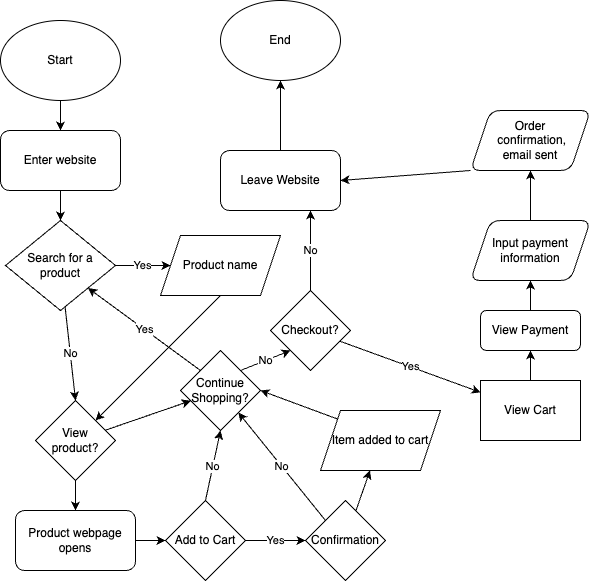 Start
End
Enter website
Leave Website
Order
confirmation,
email sent
Search for a
product
Yes
Product name
No
Input payment
information
Yes
Checkout?
View Payment
No
No
Yes
Continue
Shopping?
View Cart
View
product?
Item added to cart
No
No
Product webpage
opens
Add to Cart
Yes
Confirmation